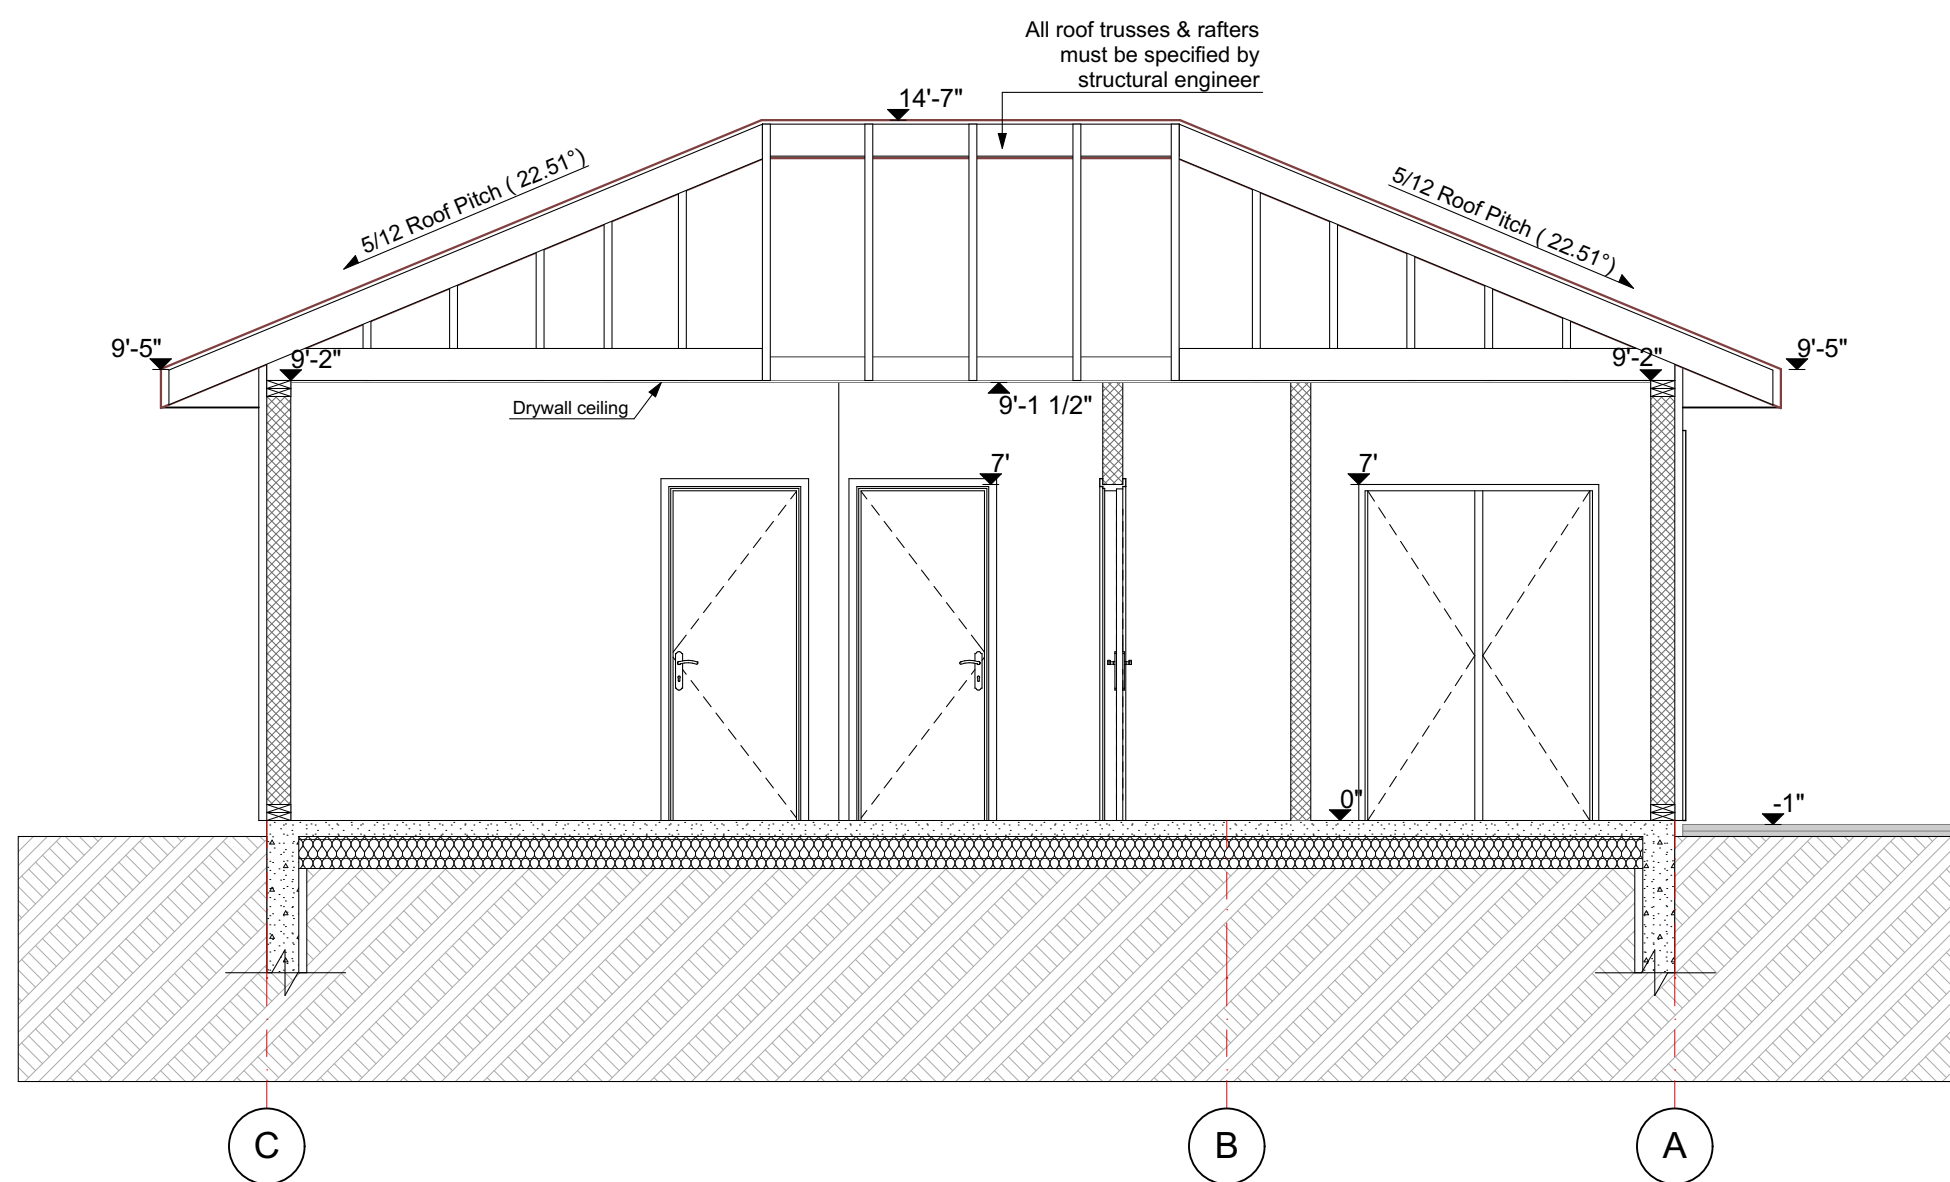 All roof trusses & rafters
must be specified by
structural engineer
14'-7"
5/12 Roof Pitch ( 22.51°)
5/12 Roof Pitch ( 22.51°)
9'-5"
9'-2"
9'-2"
9'-5"
Drywall ceiling
9'-1 1/2"
7'
7'
0"
-1"
C
B
A